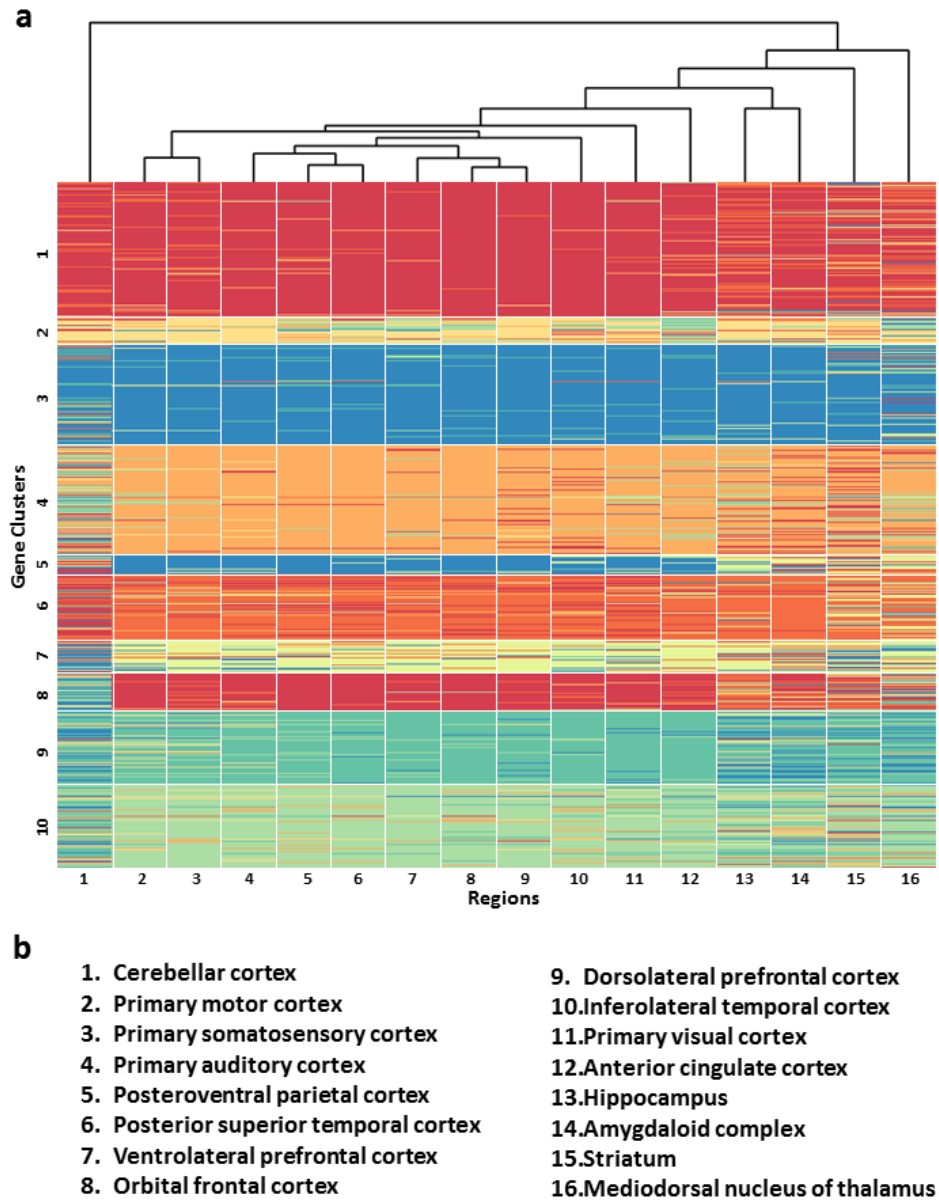 a
Gene Clusters
1
2
3
4
5
6
7
8
9
10
1 2 3 4 5 6 7 8 9 10 11 12 13 14 15 16
Regions
b
1. Cerebellar cortex
2. Primary motor cortex
3. Primary somatosensory cortex
4. Primary auditory cortex
5. Posteroventral parietal cortex
6. Posterior superior temporal cortex
7. Ventrolateral prefrontal cortex
8. Orbital frontal cortex
9. Dorsolateral prefrontal cortex
10.Inferolateral temporal cortex
11.Primary visual cortex
12.Anterior cingulate cortex
13.Hippocampus
14.Amygdaloid complex
15.Striatum
16.Mediodorsal nucleus of thalamus